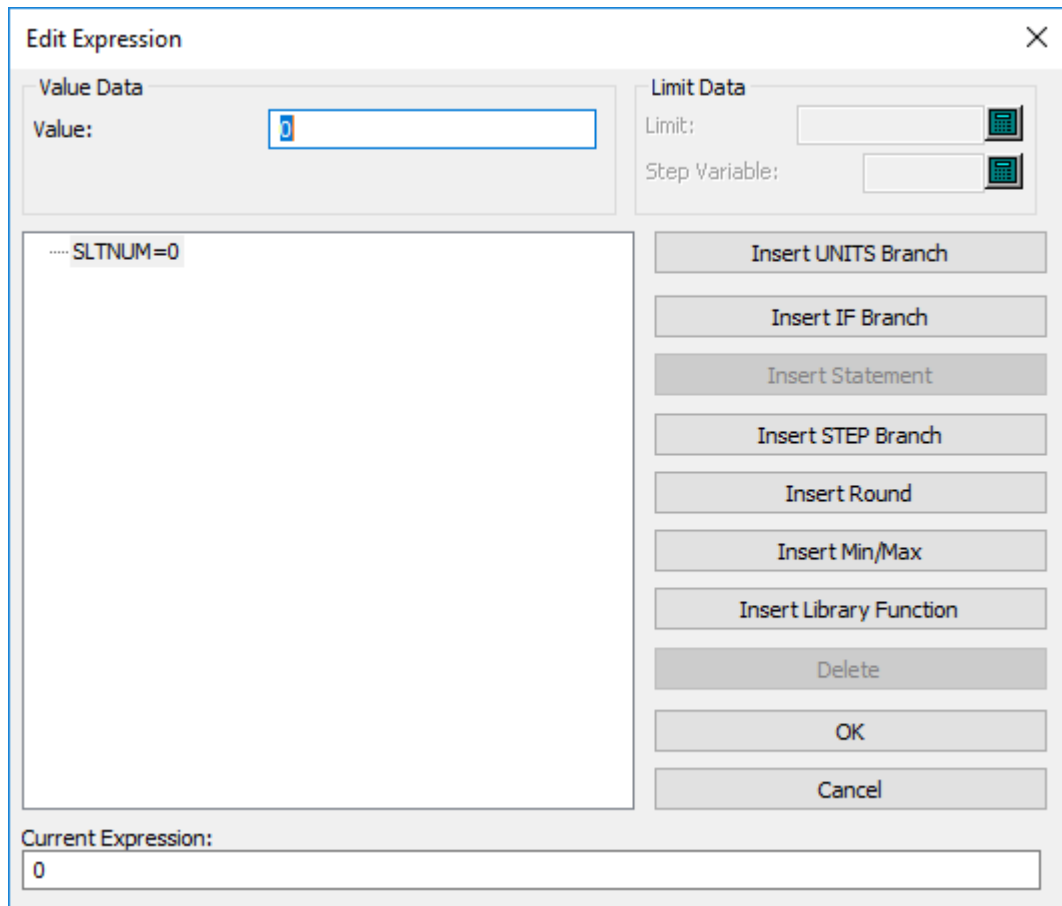 Edit Expression
Value Data
Value:
0
Limit Data
Limit:
Step Variable:
SLTNUM=0
Insert UNITS Branch
Insert IF Branch
Insert Statement
Insert STEP Branch
Insert Round
Insert Min/Max
Insert Library Function
Delete
OK
Cancel
Current Expression:
0